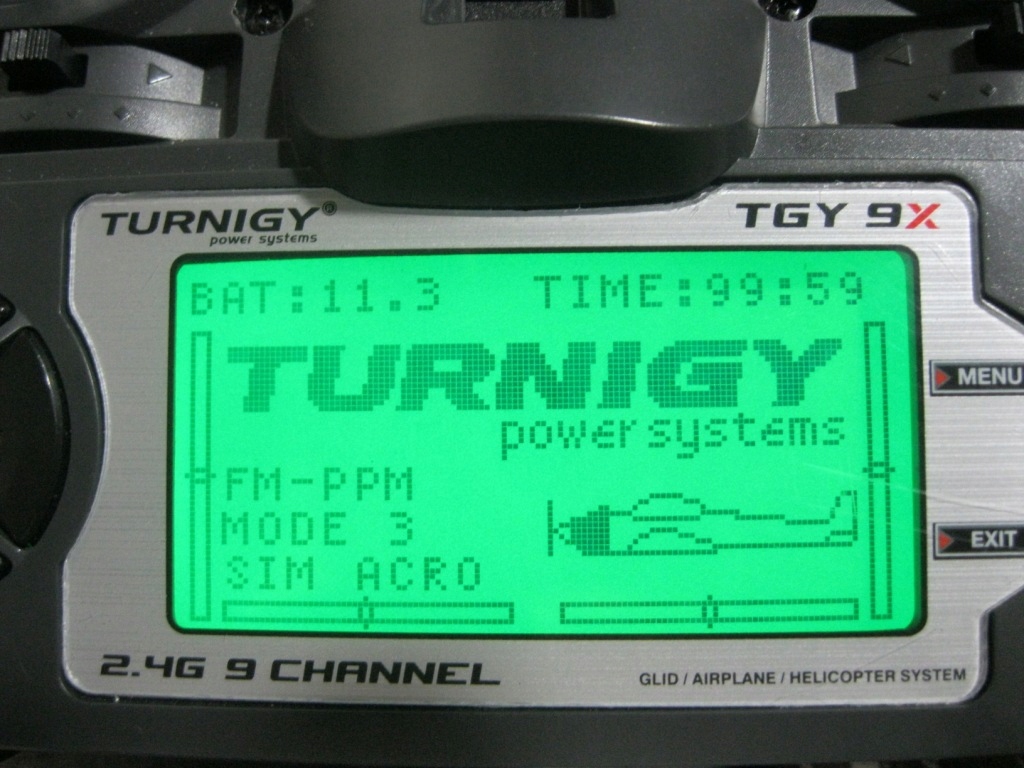 TURNIGY®
power systems
TGY 9X
BAT:11.3 TIME:99:59
TURNIGY
power systems
FM-PPM
MODE 3
SIM ACRO
MENU
EXIT
2.4G 9 CHANNEL
GLID / AIRPLANE / HELICOPTER SYSTEM